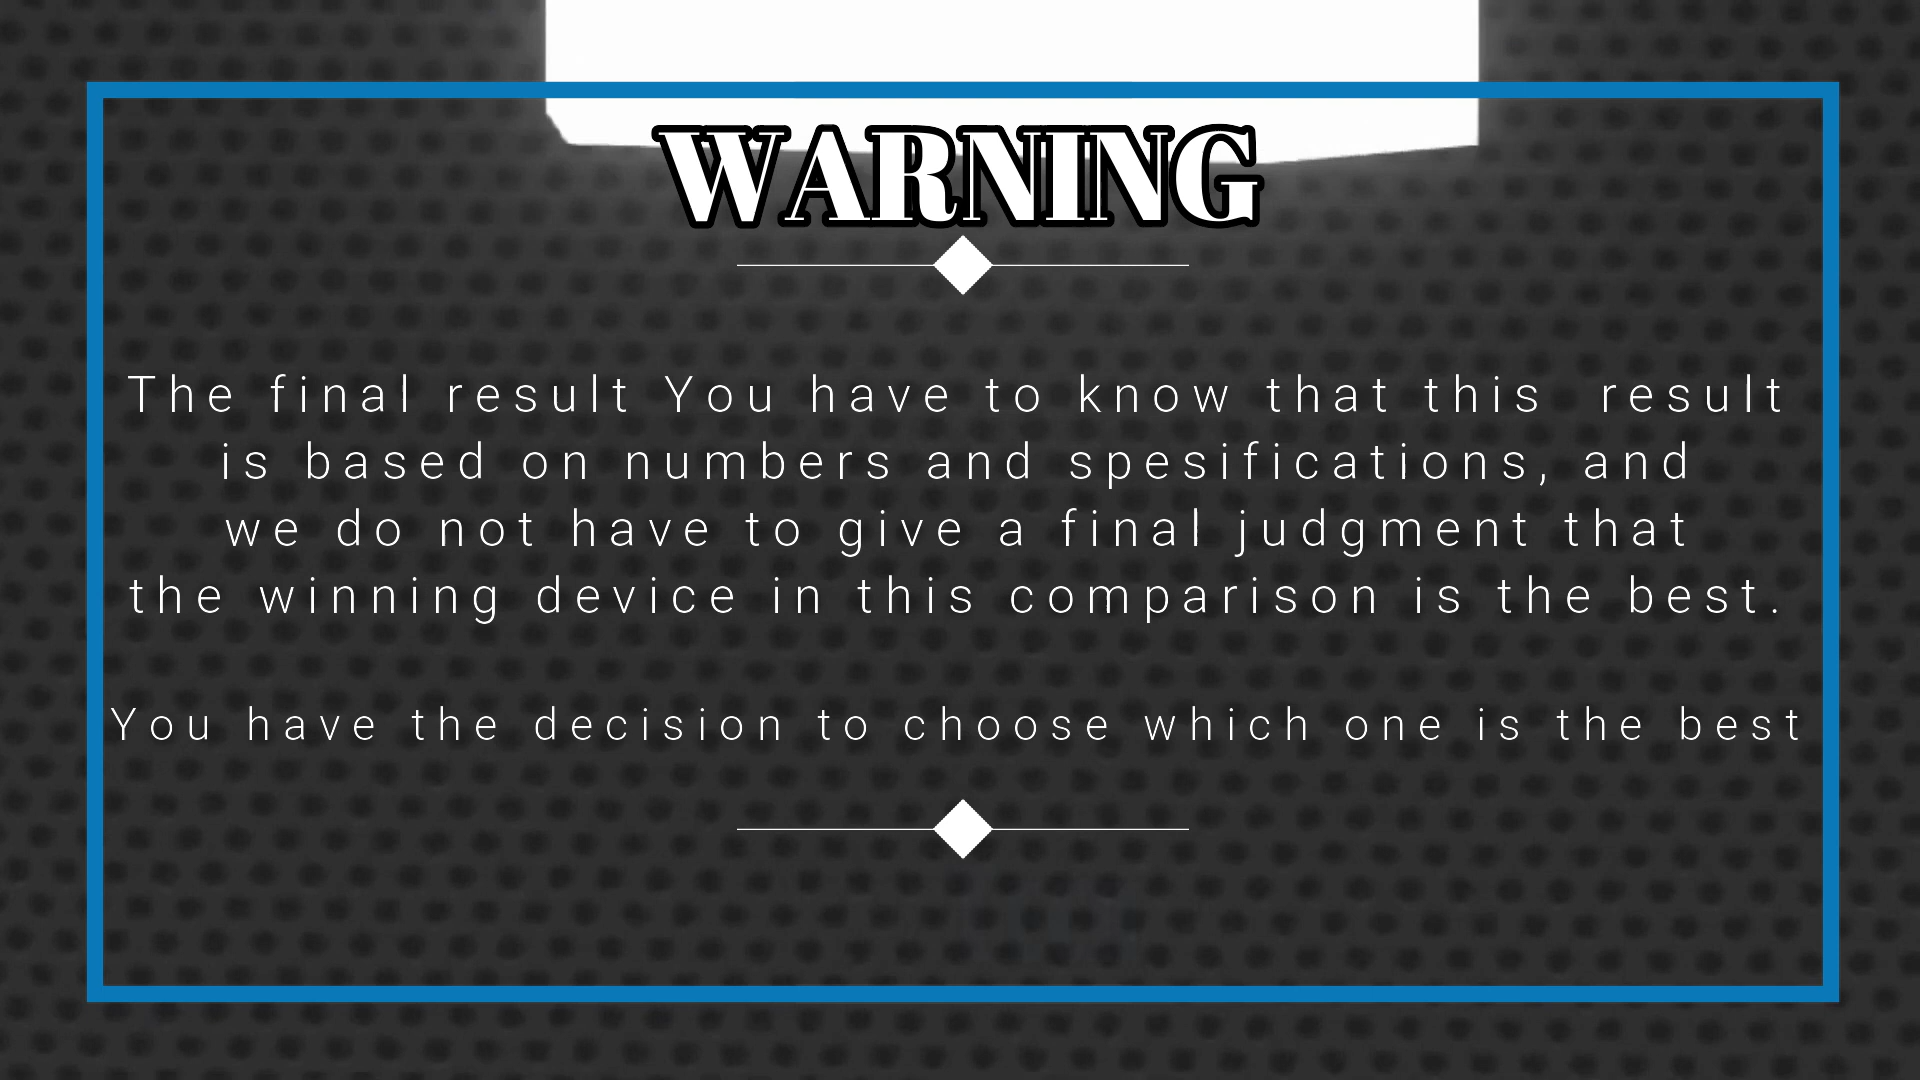 WARNING
The final result You have to know that this result
is based on numbers and spesifications, and
we do not have to give a final judgment that
the winning device in this comparison is the best.
You have the decision to choose which one is the best